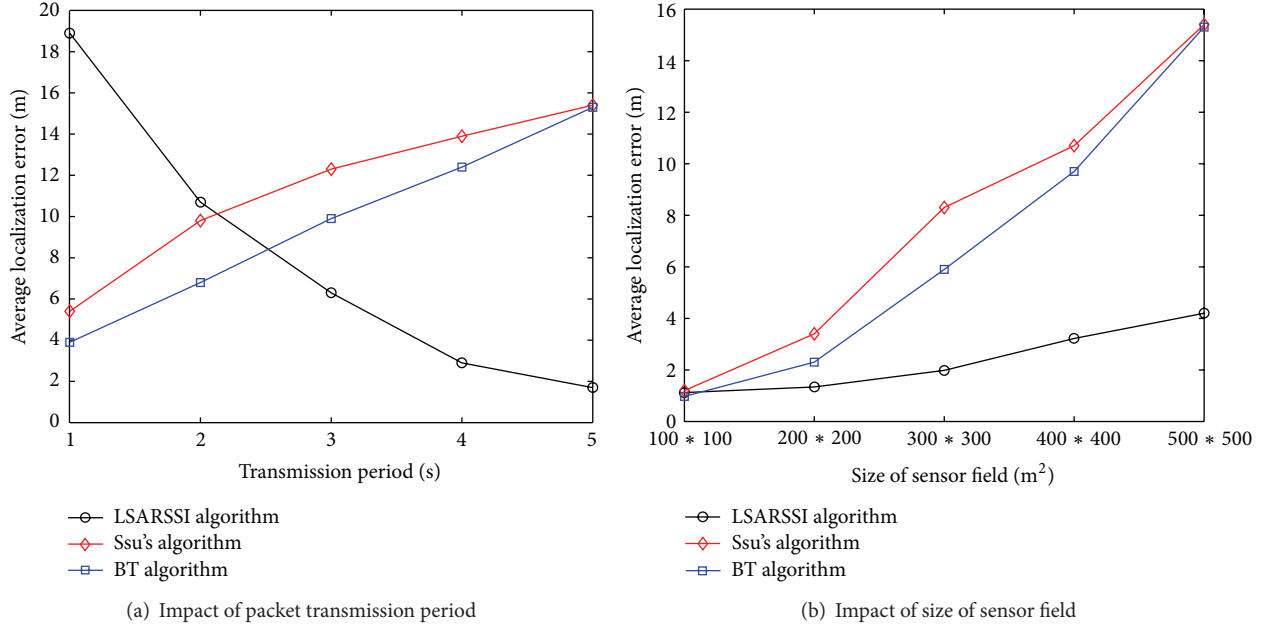 20
18
16
14
12
10
8
6
4
2
0
Average localization error (m)
1 2 3 4 5
Transmission period (s)
LSARSSI algorithm
Ssu's algorithm
BT algorithm
(a) Impact of packet transmission period
16
14
12
10
8
6
4
2
0
Average localization error (m)
100 ∗ 100 200 ∗ 200 300 ∗ 300 400 ∗ 400 500 ∗ 500
Size of sensor field (m²)
LSARSSI algorithm
Ssu's algorithm
BT algorithm
(b) Impact of size of sensor field